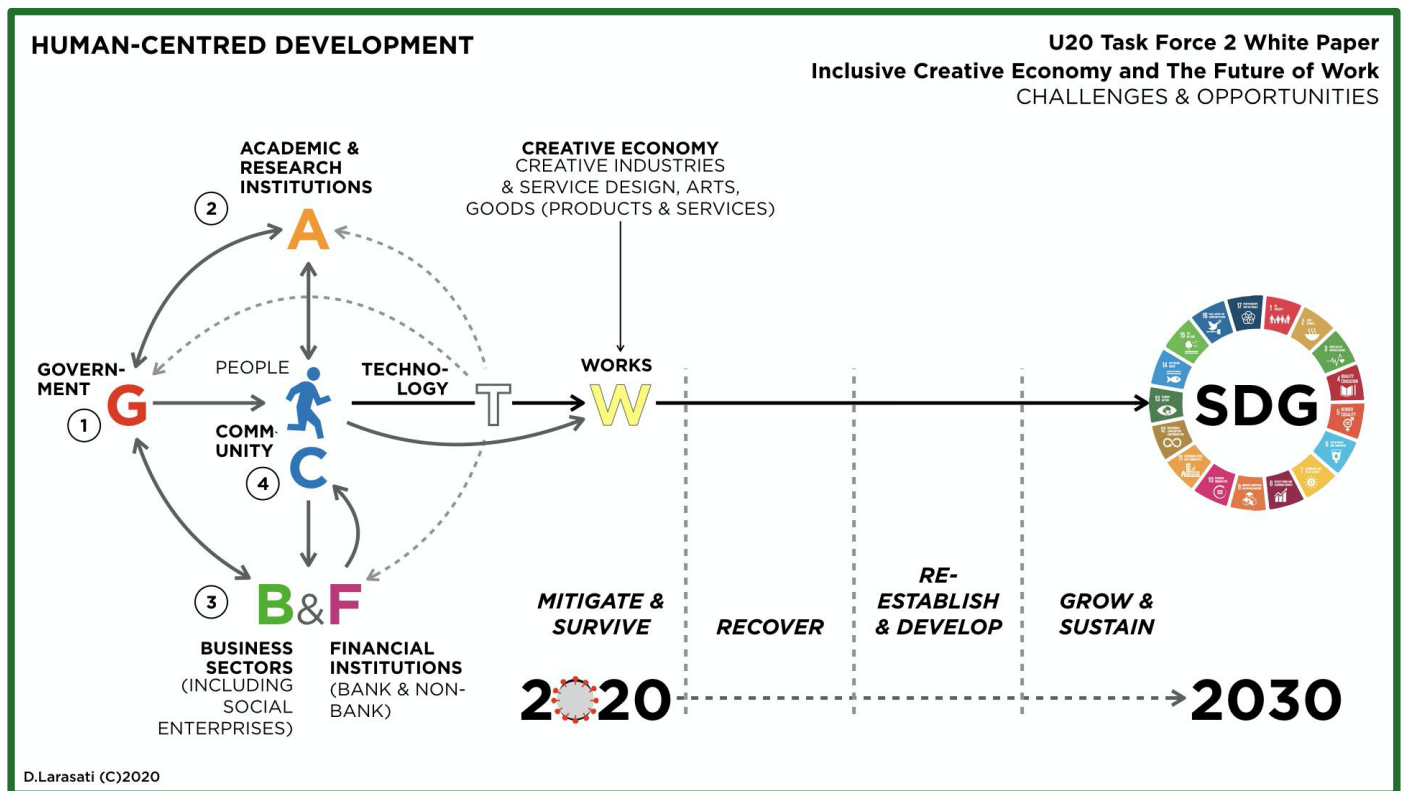 HUMAN-CENTRED DEVELOPMENT
U20 Task Force 2 White Paper
Inclusive Creative Economy and The Future of Work
CHALLENGES & OPPORTUNITIES
ACADEMIC &
RESEARCH
INSTITUTIONS
2
A
CREATIVE ECONOMY
CREATIVE INDUSTRIES
& SERVICE DESIGN, ARTS,
GOODS (PRODUCTS & SERVICES)
GOVERN-
MENT
G
1
PEOPLE
COMM-
UNITY
C
4
TECHNO-
LOGY
T
WORKS
W
SDG
3
B&F
BUSINESS
SECTORS
(INCLUDING
SOCIAL
ENTERPRISES)
FINANCIAL
INSTITUTIONS
(BANK & NON-
BANK)
MITIGATE &
SURVIVE
RECOVER
RE-
ESTABLISH
& DEVELOP
GROW &
SUSTAIN
2020
2030
D.Larasati (C)2020